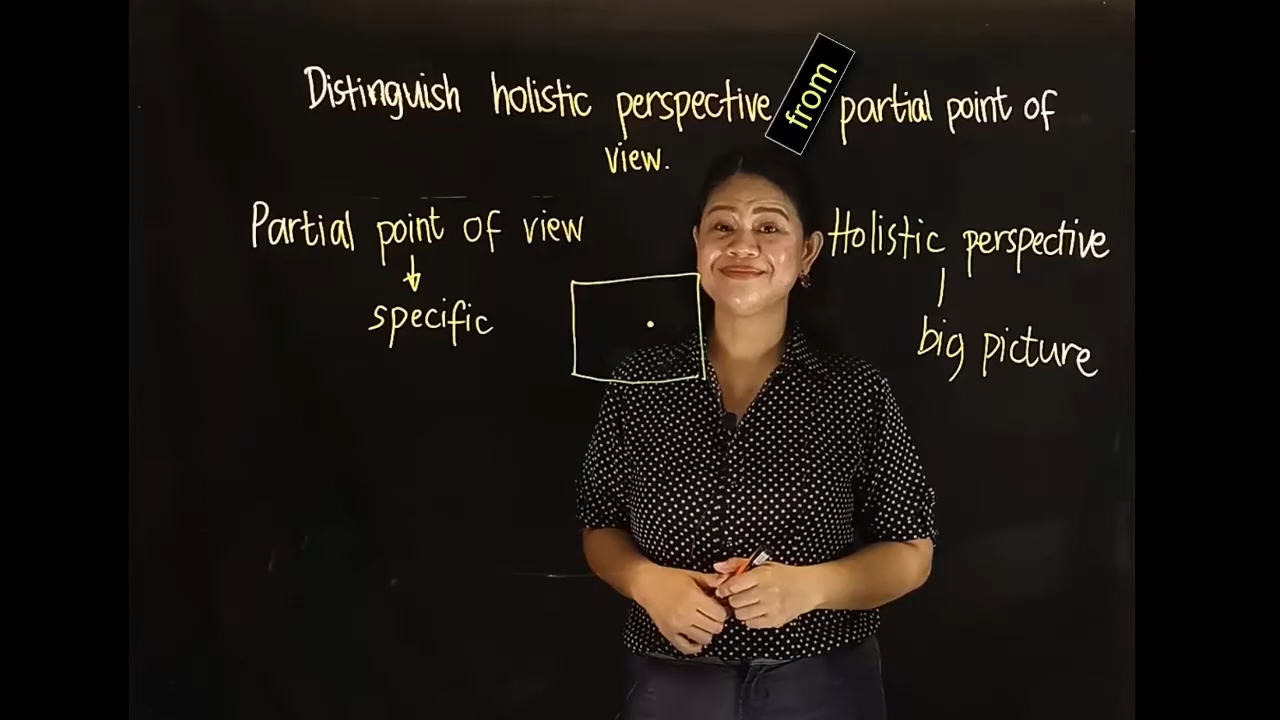 Distinguish holistic perspective from partial point of
view.
Partial point of view
specific
Holistic perspective
big picture